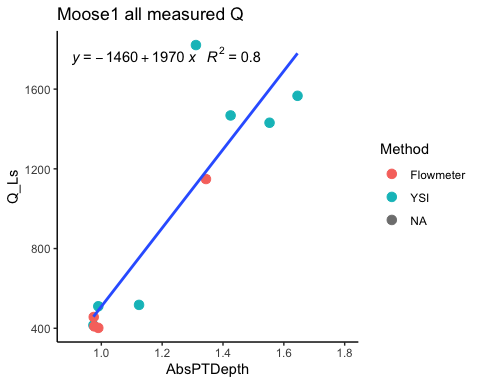 Moose1 all measured Q
y = − 1460 + 1970 x R² = 0.8
1600
1200
800
400
Q_Ls
1.0 1.2 1.4 1.6 1.8
AbsPTDepth
Method
Flowmeter
YSI
NA